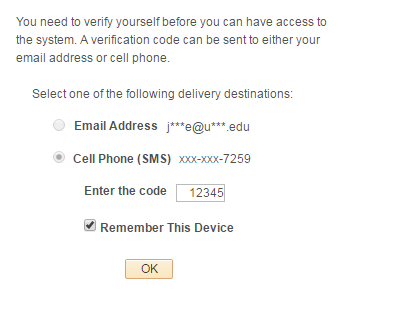 You need to verify yourself before you can have access to
the system. A verification code can be sent to either your
email address or cell phone.
Select one of the following delivery destinations:
Email Address j***e@u***.edu
Cell Phone (SMS) xxx-xxx-7259
Enter the code 12345
Remember This Device
OK